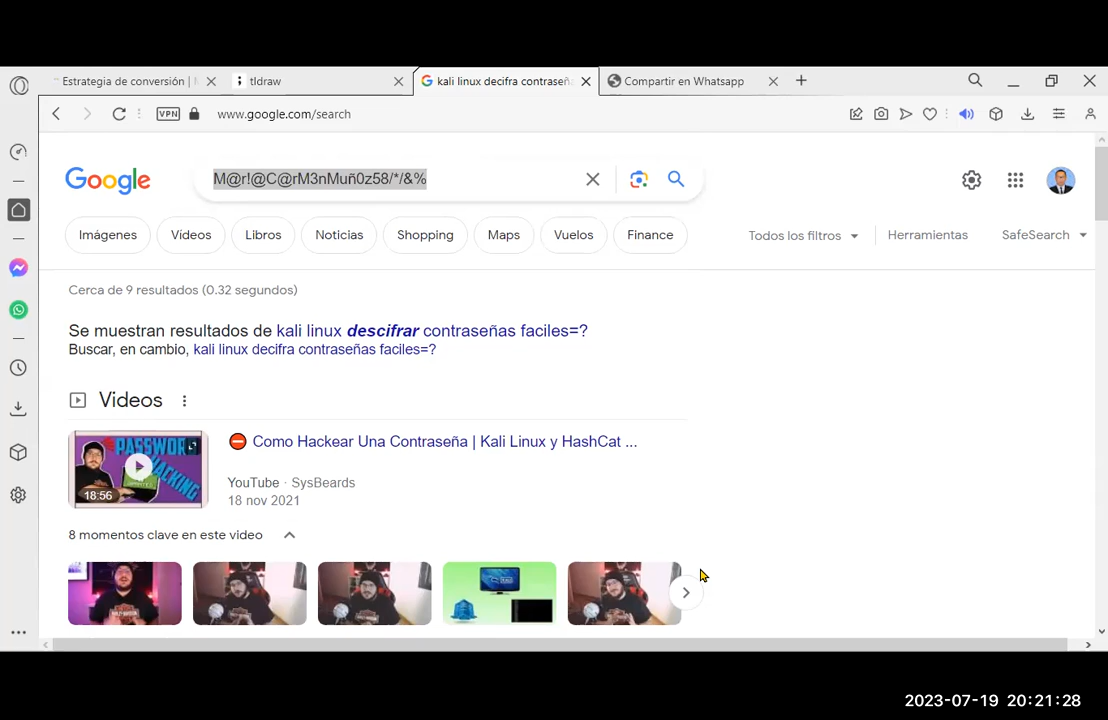 Estrategia de conversión |
tldraw
kali linux decifra contraseña
Compartir en Whatsapp
VPN
www.google.com/search
Google
M@r!@C@rM3nMuñ0z58/*/&%
Imágenes
Videos
Libros
Noticias
Shopping
Maps
Vuelos
Finance
Todos los filtros
Herramientas
SafeSearch
Cerca de 9 resultados (0.32 segundos)
Se muestran resultados de kali linux descifrar contraseñas faciles=?
Buscar, en cambio, kali linux decifra contraseñas faciles=?
Videos
PASSWOR
HACKING
18:56
Como Hackear Una Contraseña | Kali Linux y HashCat ...
YouTube · SysBeards
18 nov 2021
8 momentos clave en este video
2023-07-19 20:21:28